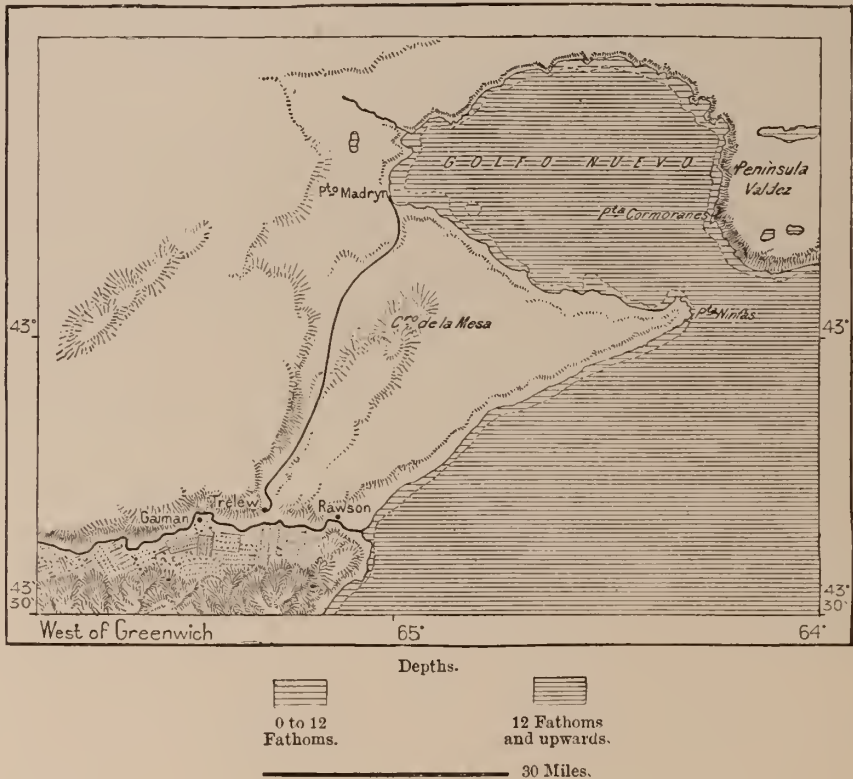 GOLFO NUEVO
Península
Valdez
Pto Madryn
Pta Cormoranes
43°
Cro de la Mesa
Pta Ninfas
43°
Trelew
Rawson
Gaiman
43°
30'
43°
30'
West of Greenwich
65°
64°
Depths.
0 to 12
Fathoms.
12 Fathoms
and upwards.
30 Miles.